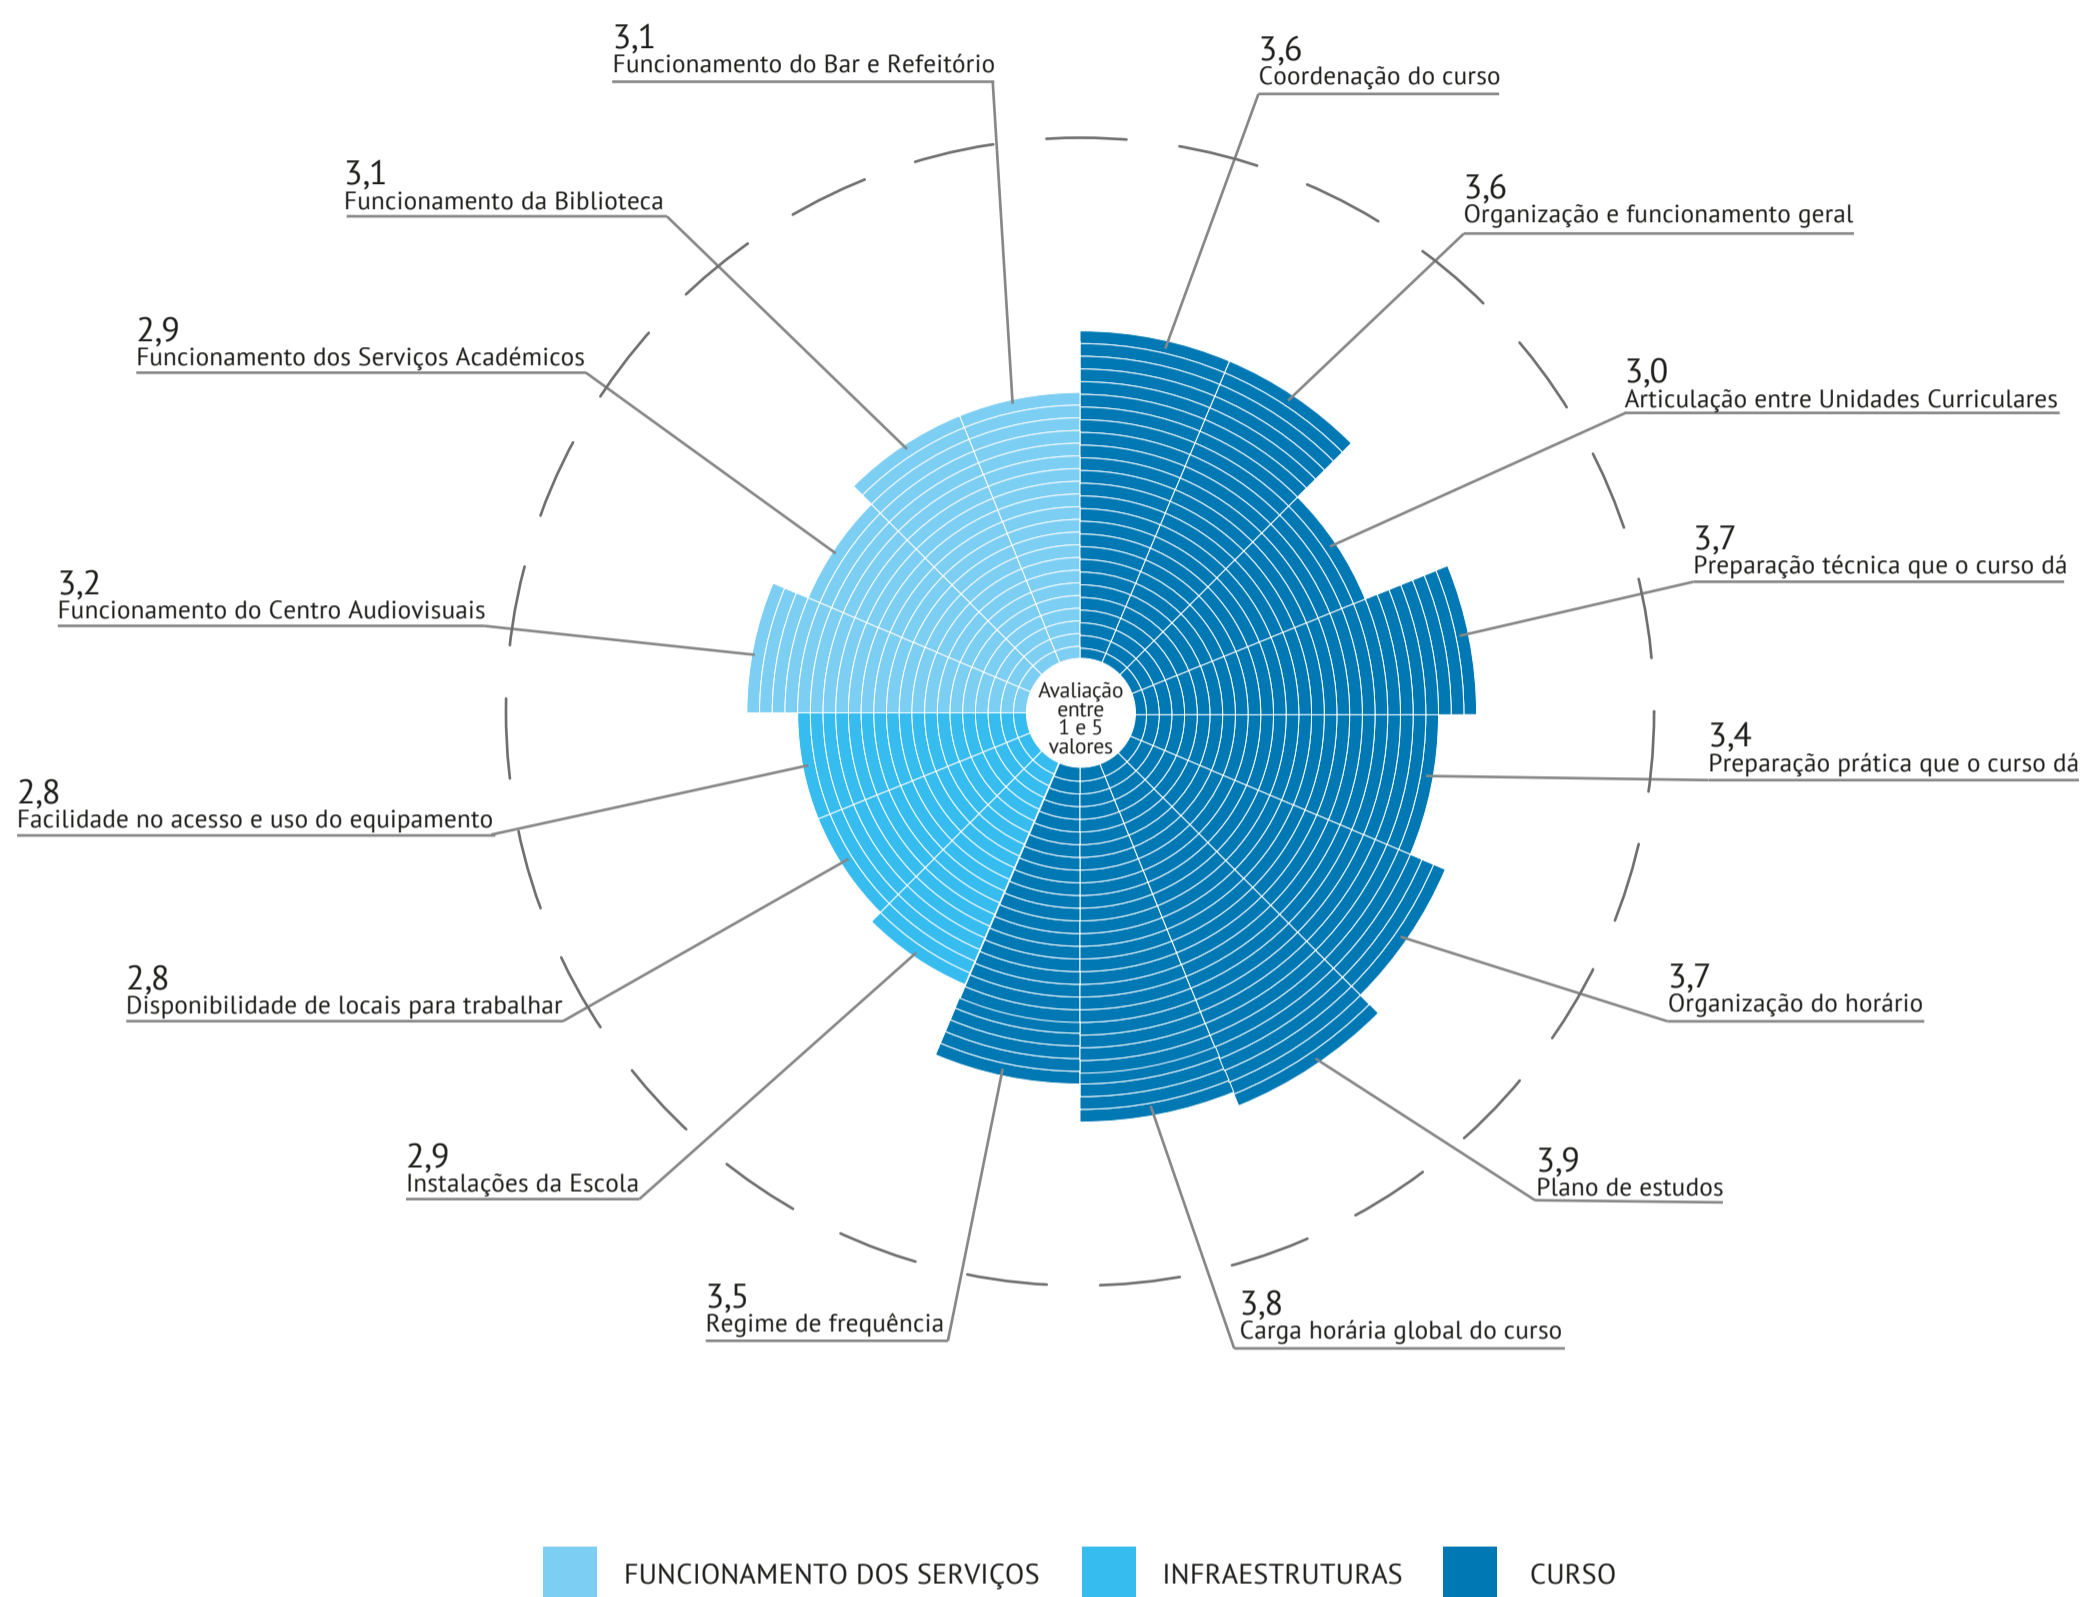 3,1
Funcionamento do Bar e Refeitório
3,6
Coordenação do curso
3,1
Funcionamento da Biblioteca
3,6
Organização e funcionamento geral
2,9
Funcionamento dos Serviços Académicos
3,0
Articulação entre Unidades Curriculares
3,7
Preparação técnica que o curso dá
3,2
Funcionamento do Centro Audiovisuais
Avaliação
entre
1 e 5
valores
3,4
Preparação prática que o curso dá
2,8
Facilidade no acesso e uso do equipamento
3,7
Organização do horário
2,8
Disponibilidade de locais para trabalhar
3,9
Plano de estudos
2,9
Instalações da Escola
3,5
Regime de frequência
3,8
Carga horária global do curso
FUNCIONAMENTO DOS SERVIÇOS
INFRAESTRUTURAS
CURSO